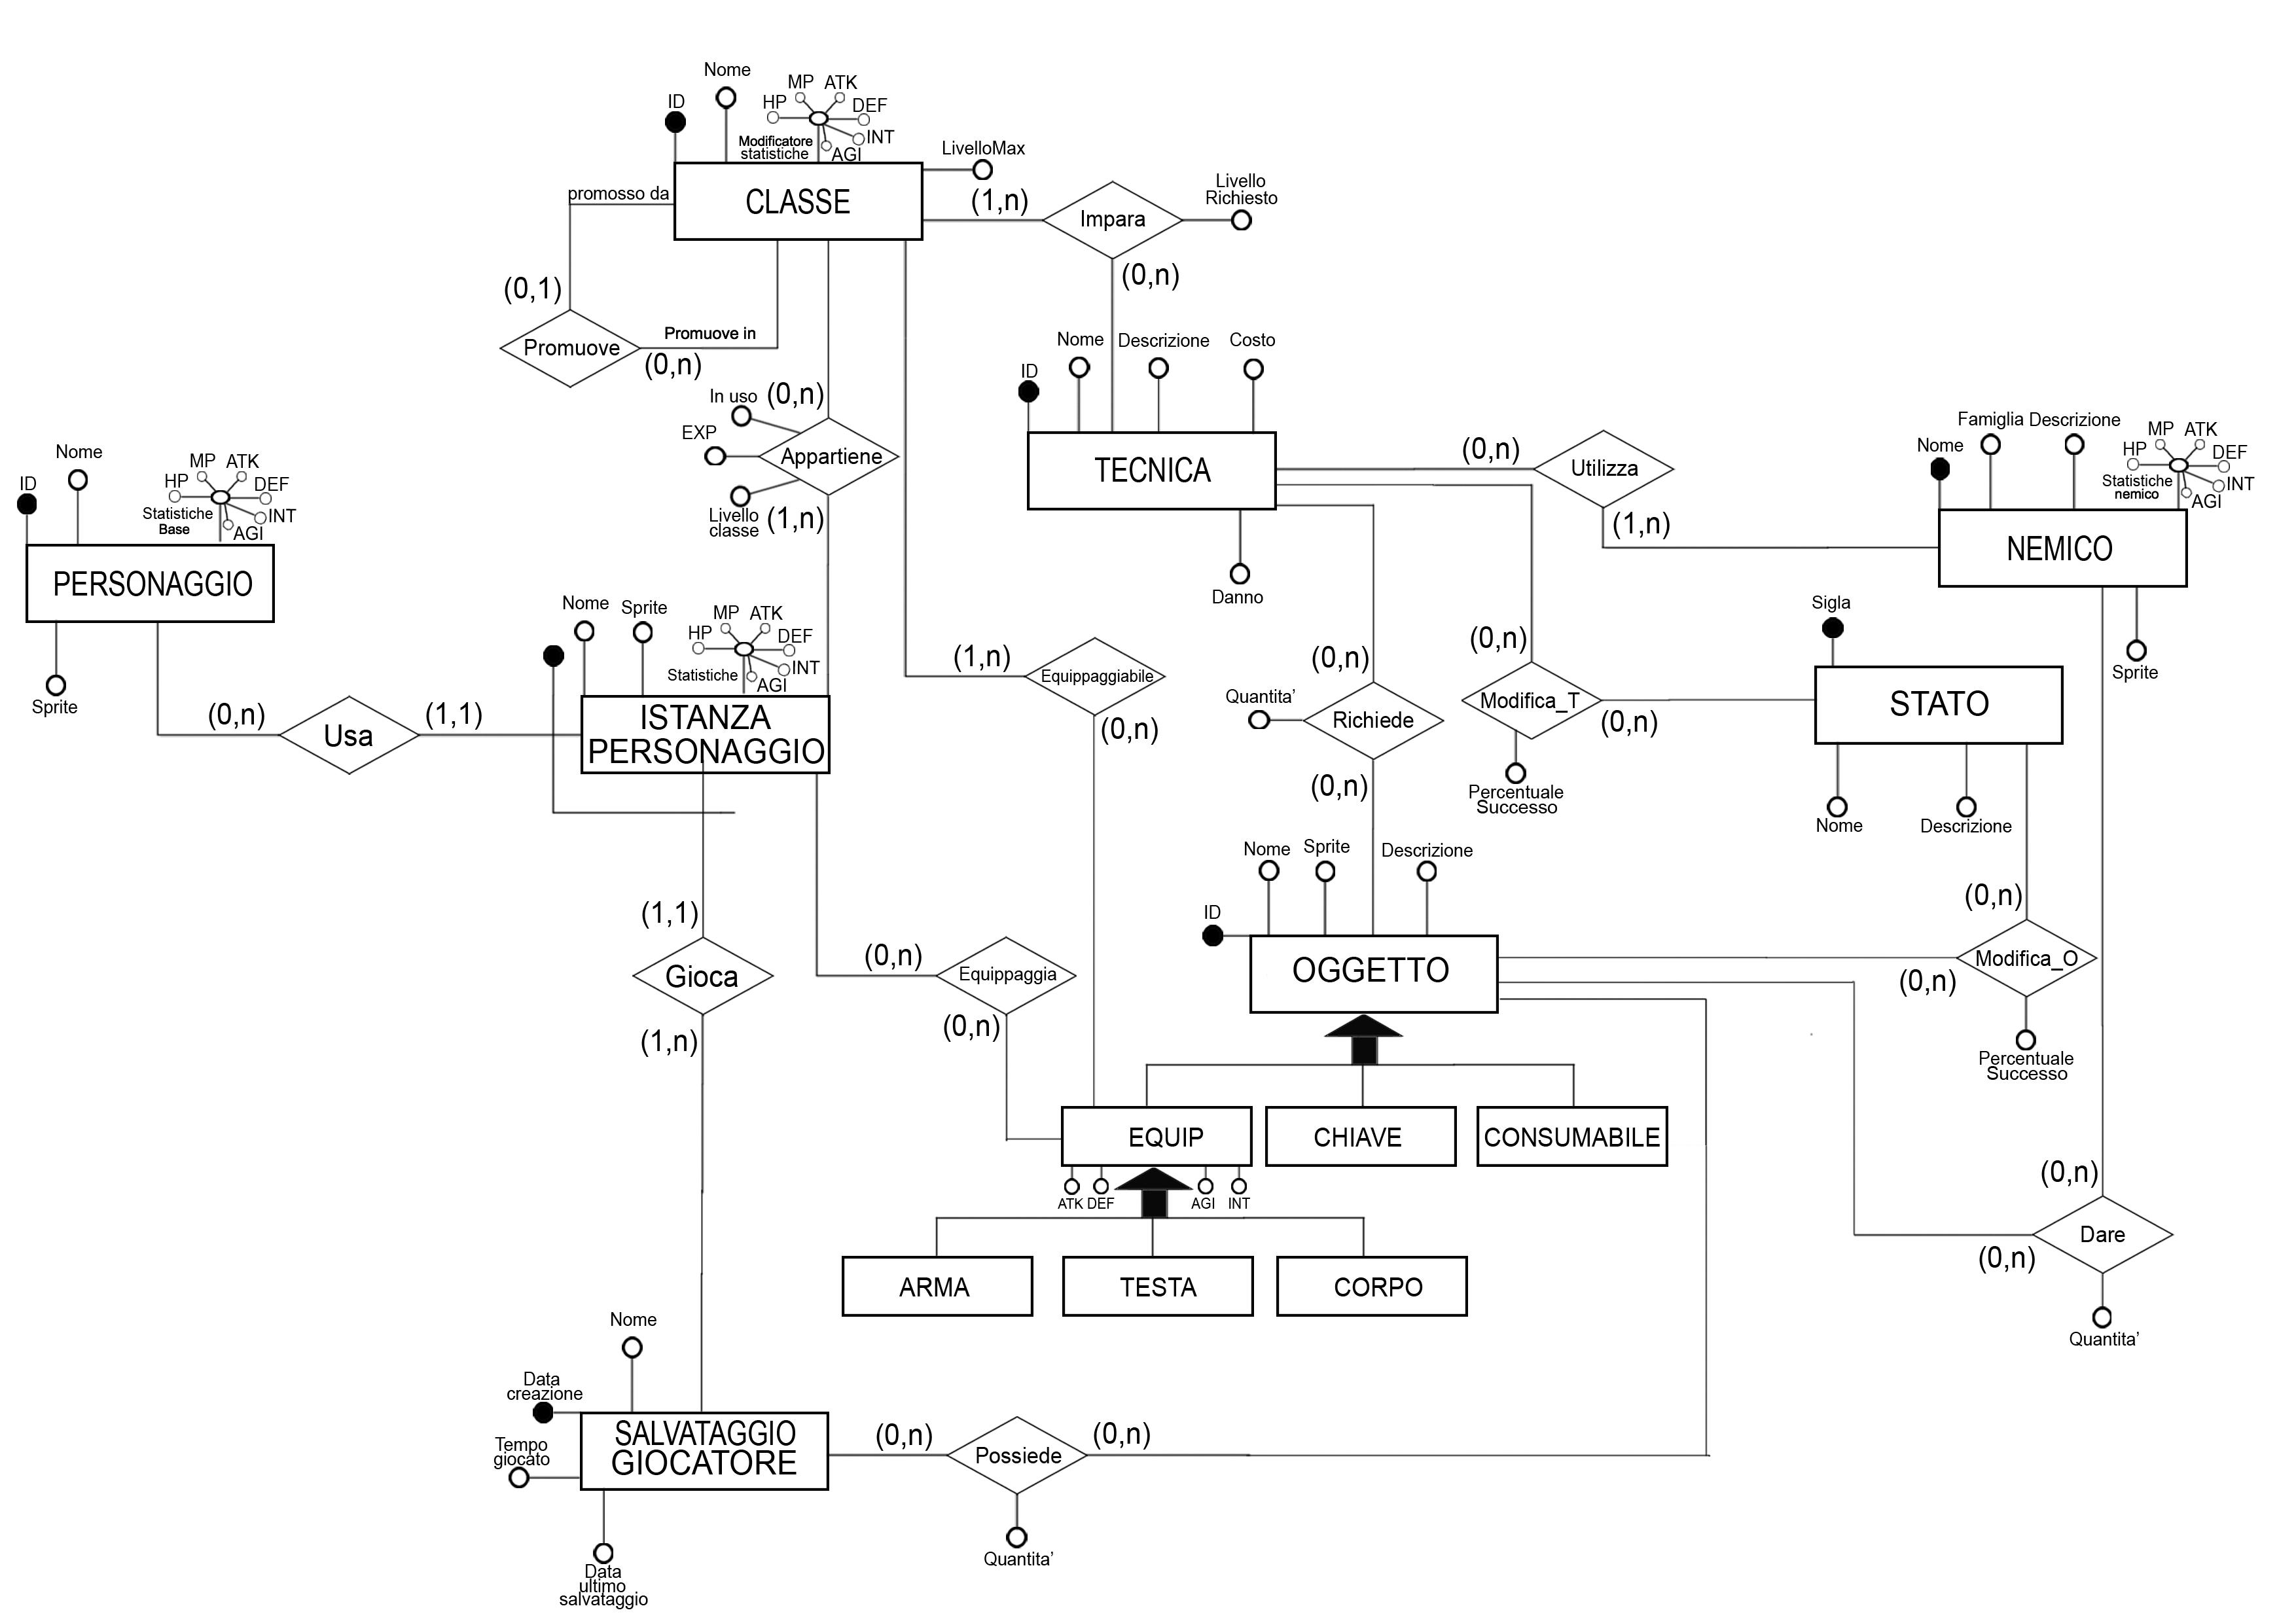 Nome
MP ATK
HP
DEF
ID
INT
Modificatore
statistiche
AGI
LivelloMax
CLASSE
promosso da
(1,n)
Impara
Livello
Richiesto
(0,n)
(0,1)
Promuove
Promuove in
(0,n)
Nome
Descrizione
Costo
ID
TECNICA
Danno
In uso
(0,n)
EXP
Appartiene
Livello
classe
(1,n)
(0,n)
Utilizza
(1,n)
Famiglia
Descrizione
Nome
MP ATK
HP
DEF
Statistiche
nemico
INT
AGI
NEMICO
Sprite
Nome
ID
MP ATK
HP
DEF
Statistiche
Base
INT
AGI
PERSONAGGIO
Sprite
(0,n)
Usa
(1,1)
Nome
Sprite
MP ATK
HP
DEF
INT
Statistiche
AGI
ISTANZA
PERSONAGGIO
(1,n)
Equippaggiabile
(0,n)
(0,n)
Quantita’
Richiede
(0,n)
(0,n)
Modifica_T
(0,n)
Percentuale
Successo
Sigla
STATO
Nome
Descrizione
Nome
Sprite
Descrizione
ID
OGGETTO
(0,n)
Modifica_O
(0,n)
Percentuale
Successo
(1,1)
Gioca
(1,n)
(0,n)
Equippaggia
(0,n)
EQUIP
CHIAVE
CONSUMABILE
ATK
DEF
AGI
INT
ARMA
TESTA
CORPO
(0,n)
Dare
(0,n)
Quantita’
Nome
Data
creazione
Tempo
giocato
SALVATAGGIO
GIOCATORE
Data
ultimo
salvataggio
(0,n)
Possiede
(0,n)
Quantita’